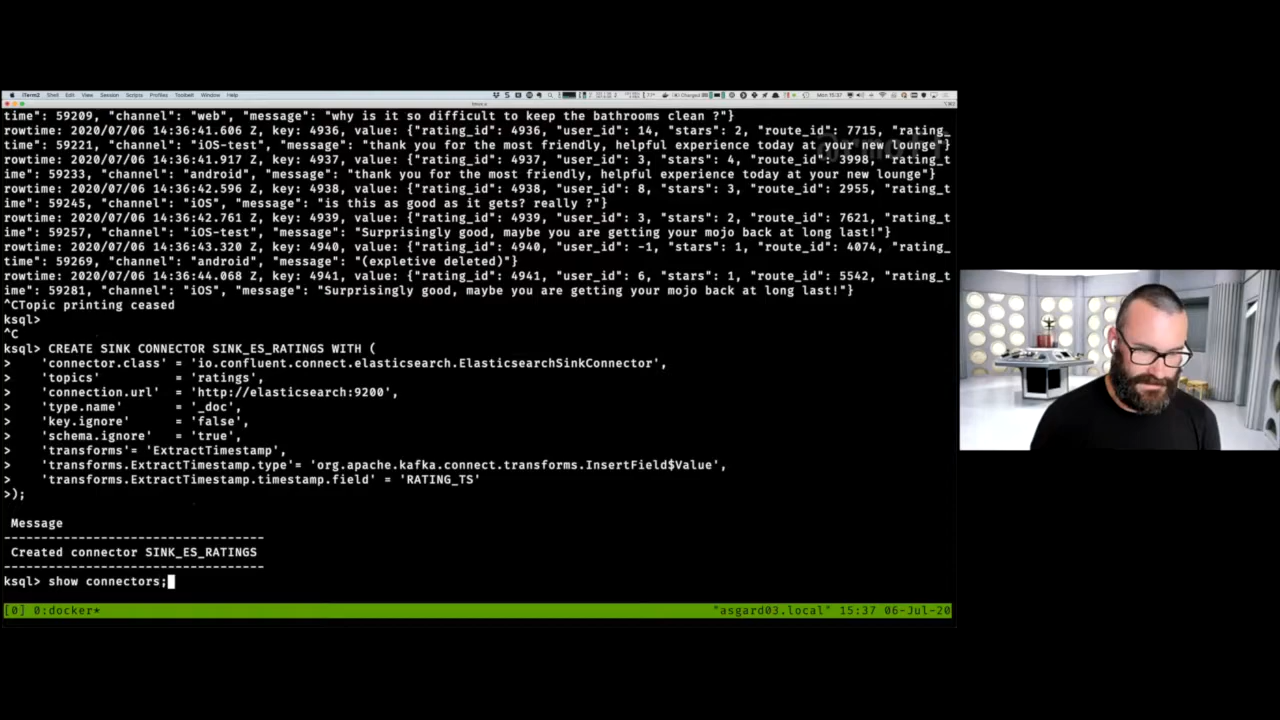 iTerm2 Shell Edit View Session Scripts Profiles Toolbelt Window Help
time": 59209, "channel": "web", "message": "why is it so difficult to keep the bathrooms clean ?"}
rowtime: 2020/07/06 14:36:41.606 Z, key: 4936, value: {"rating_id": 4936, "user_id": 14, "stars": 2, "route_id": 7715, "rating_
time": 59221, "channel": "iOS-test", "message": "thank you for the most friendly, helpful experience today at your new lounge"}
rowtime: 2020/07/06 14:36:41.917 Z, key: 4937, value: {"rating_id": 4937, "user_id": 3, "stars": 4, "route_id": 3998, "rating_t
ime": 59233, "channel": "android", "message": "thank you for the most friendly, helpful experience today at your new lounge"}
rowtime: 2020/07/06 14:36:42.596 Z, key: 4938, value: {"rating_id": 4938, "user_id": 8, "stars": 3, "route_id": 2955, "rating_t
ime": 59245, "channel": "iOS", "message": "is this as good as it gets? really ?"}
rowtime: 2020/07/06 14:36:42.761 Z, key: 4939, value: {"rating_id": 4939, "user_id": 3, "stars": 2, "route_id": 7621, "rating_t
ime": 59257, "channel": "iOS-test", "message": "Surprisingly good, maybe you are getting your mojo back at long last!"}
rowtime: 2020/07/06 14:36:43.320 Z, key: 4940, value: {"rating_id": 4940, "user_id": -1, "stars": 1, "route_id": 4074, "rating_
time": 59269, "channel": "android", "message": "(expletive deleted)"}
rowtime: 2020/07/06 14:36:44.068 Z, key: 4941, value: {"rating_id": 4941, "user_id": 6, "stars": 1, "route_id": 5542, "rating_t
ime": 59281, "channel": "iOS", "message": "Surprisingly good, maybe you are getting your mojo back at long last!"}
^CTopic printing ceased
ksql>
^C
ksql> CREATE SINK CONNECTOR SINK_ES_RATINGS WITH (
> 'connector.class' = 'io.confluent.connect.elasticsearch.ElasticsearchSinkConnector',
> 'topics' = 'ratings',
> 'connection.url' = 'http://elasticsearch:9200',
> 'type.name' = '_doc',
> 'key.ignore' = 'false',
> 'schema.ignore' = 'true',
> 'transforms'= 'ExtractTimestamp',
> 'transforms.ExtractTimestamp.type'= 'org.apache.kafka.connect.transforms.InsertField$Value',
> 'transforms.ExtractTimestamp.timestamp.field' = 'RATING_TS'
>);
Message
----------------------------------
Created connector SINK_ES_RATINGS
----------------------------------
ksql> show connectors;
[0] 0:docker* "asgard03.local" 15:37 06-Jul-20